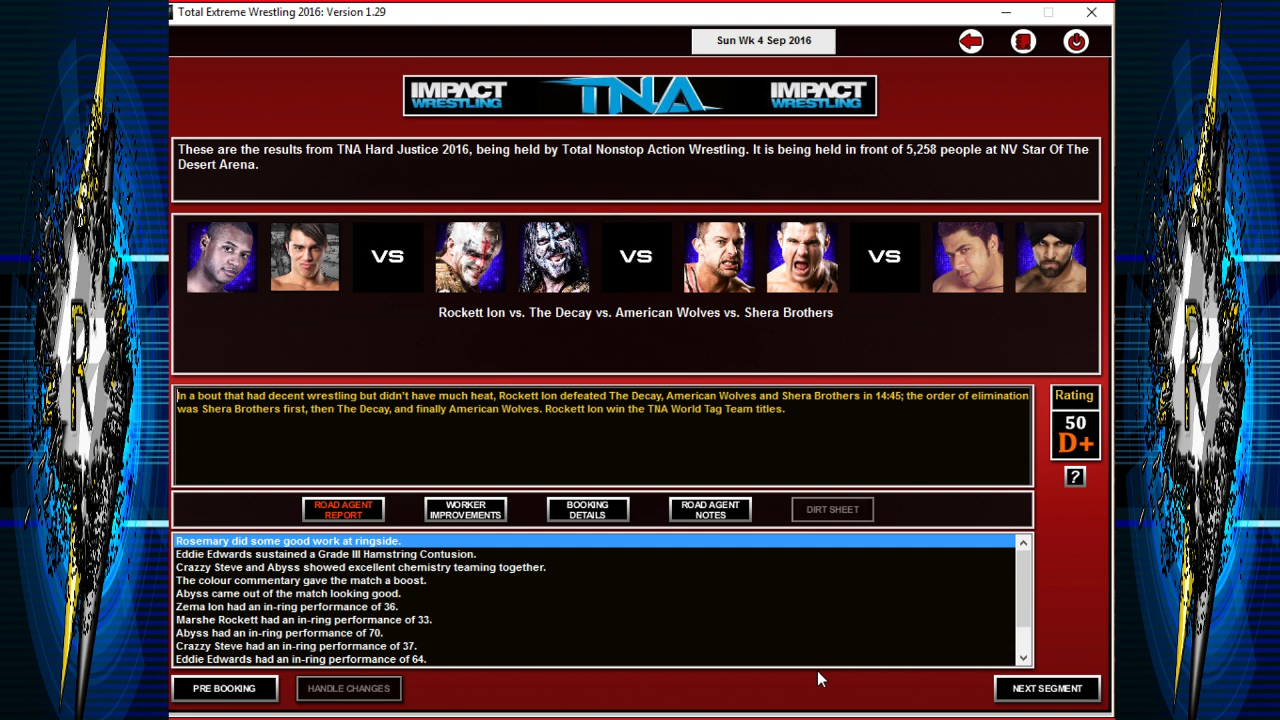 Total Extreme Wrestling 2016: Version 1.29
Sun Wk 4 Sep 2016
IMPACT WRESTLING TNA IMPACT WRESTLING
These are the results from TNA Hard Justice 2016, being held by Total Nonstop Action Wrestling. It is being held in front of 5,258 people at NV Star Of The
Desert Arena.
VS VS VS
Rockett Ion vs. The Decay vs. American Wolves vs. Shera Brothers
In a bout that had decent wrestling but didn't have much heat, Rockett Ion defeated The Decay, American Wolves and Shera Brothers in 14:45; the order of elimination
was Shera Brothers first, then The Decay, and finally American Wolves. Rockett Ion win the TNA World Tag Team titles.
Rating
50
D+
?
ROAD AGENT REPORT
WORKER IMPROVEMENTS
BOOKING DETAILS
ROAD AGENT NOTES
DIRT SHEET
Rosemary did some good work at ringside.
Eddie Edwards sustained a Grade III Hamstring Contusion.
Crazzy Steve and Abyss showed excellent chemistry teaming together.
The colour commentary gave the match a boost.
Abyss came out of the match looking good.
Zema Ion had an in-ring performance of 36.
Marshe Rockett had an in-ring performance of 33.
Abyss had an in-ring performance of 70.
Crazzy Steve had an in-ring performance of 37.
Eddie Edwards had an in-ring performance of 64.
PRE BOOKING
HANDLE CHANGES
NEXT SEGMENT
R
R